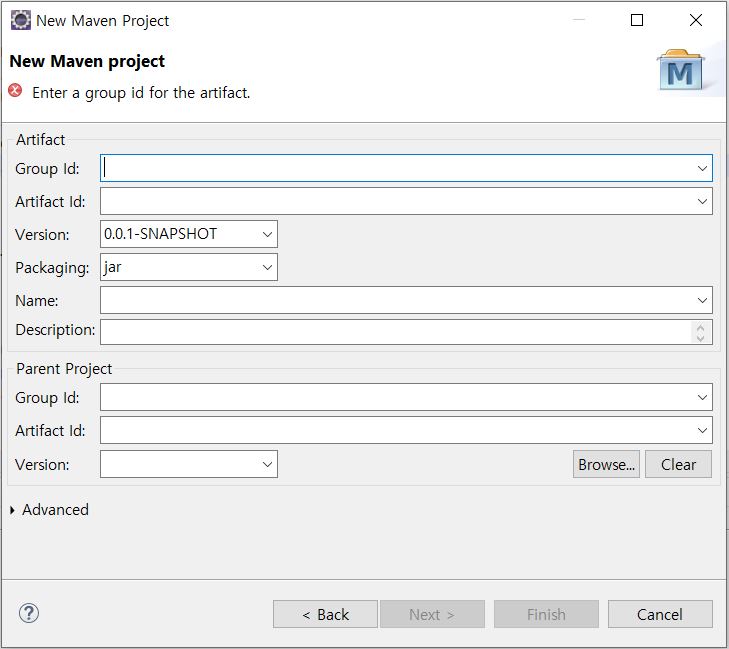 New Maven Project
New Maven project
Enter a group id for the artifact.
M
Artifact
Group Id:
Artifact Id:
Version: 0.0.1-SNAPSHOT
Packaging: jar
Name:
Description:
Parent Project
Group Id:
Artifact Id:
Version: Browse... Clear
Advanced
? < Back Next > Finish Cancel